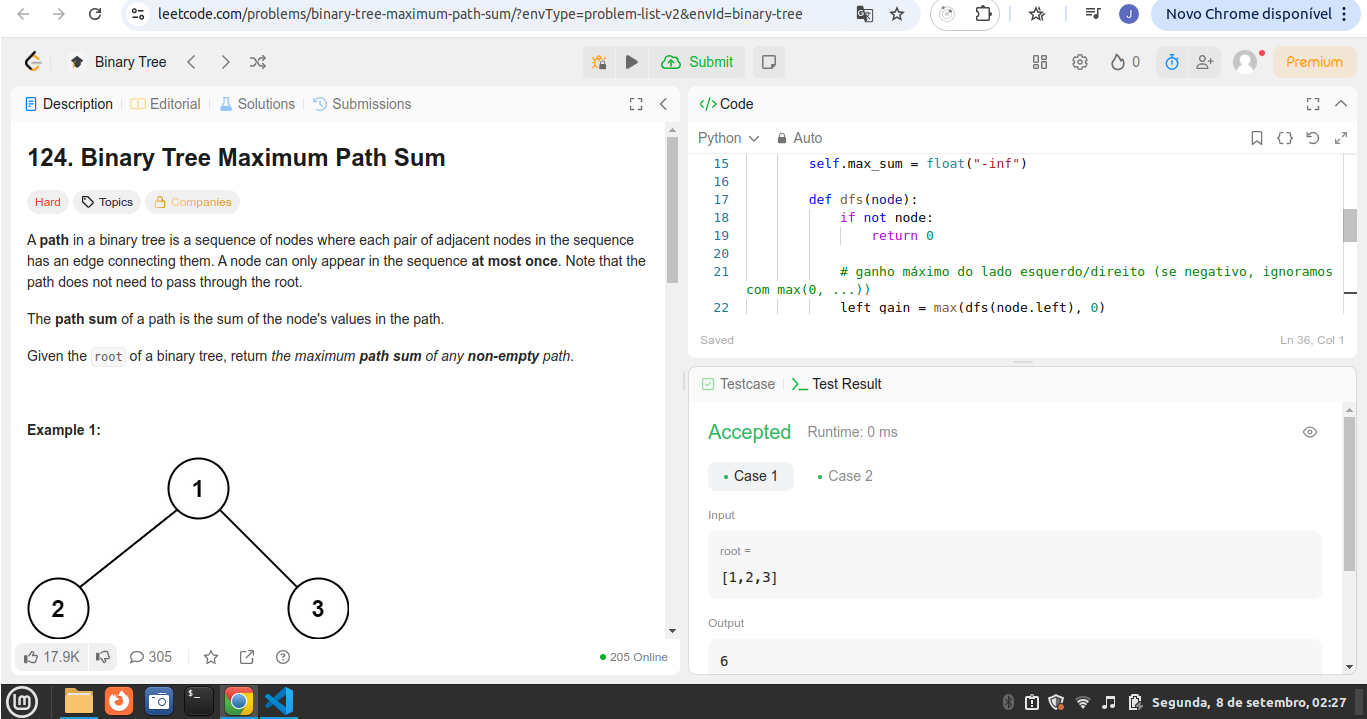 leetcode.com/problems/binary-tree-maximum-path-sum/?envType=problem-list-v2&envId=binary-tree
J
Novo Chrome disponível
Binary Tree
Submit
0
Premium
Description
Editorial
Solutions
Submissions
124. Binary Tree Maximum Path Sum
Hard
Topics
Companies
A path in a binary tree is a sequence of nodes where each pair of adjacent nodes in the sequence
has an edge connecting them. A node can only appear in the sequence at most once. Note that the
path does not need to pass through the root.
The path sum of a path is the sum of the node's values in the path.
Given the root of a binary tree, return the maximum path sum of any non-empty path.
Example 1:
1
2
3
17.9K
305
205 Online
</> Code
Python
Auto
15 self.max_sum = float("-inf")
16
17 def dfs(node):
18 if not node:
19 return 0
20
21 # ganho máximo do lado esquerdo/direito (se negativo, ignoramos
com max(0, ...))
22 left_gain = max(dfs(node.left), 0)
Saved
Ln 36, Col 1
Testcase
>_ Test Result
Accepted
Runtime: 0 ms
Case 1
Case 2
Input
root =
[1,2,3]
Output
6
Segunda, 8 de setembro, 02:27